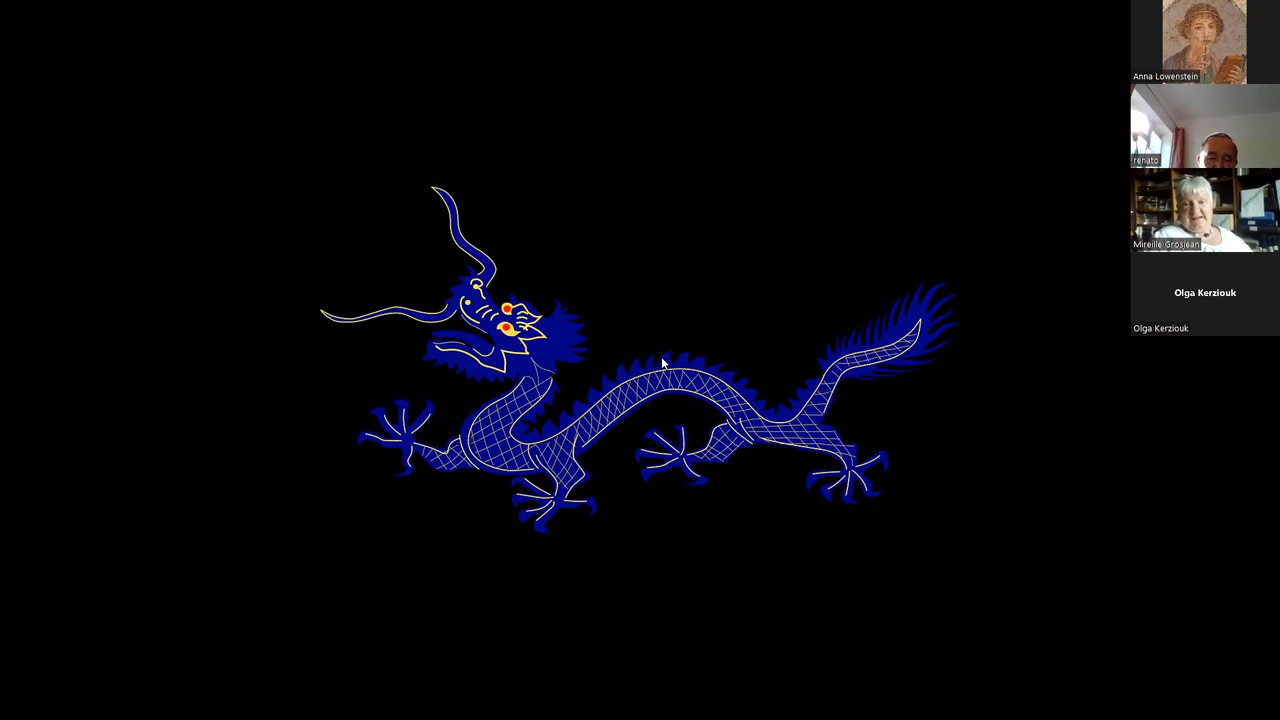 Anna Lowenstein
renato
Mireille Grosjean
Olga Kerziouk
Olga Kerziouk